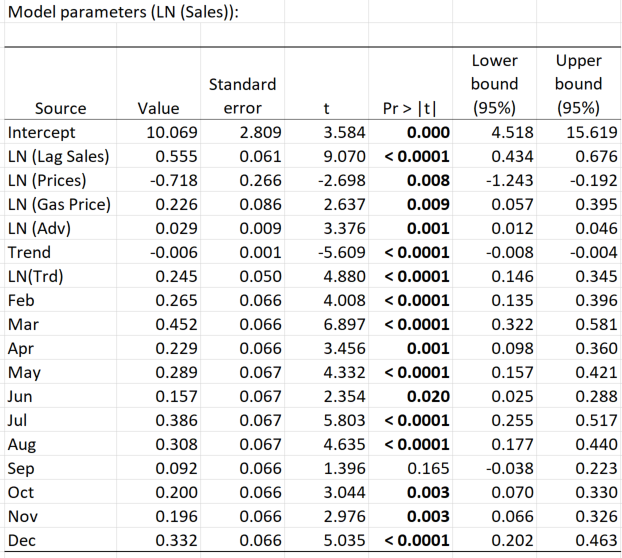 Model parameters (LN (Sales)):
Source Value Standard error t Pr > |t| Lower bound (95%) Upper bound (95%)
Intercept 10.069 2.809 3.584 0.000 4.518 15.619
LN (Lag Sales) 0.555 0.061 9.070 < 0.0001 0.434 0.676
LN (Prices) -0.718 0.266 -2.698 0.008 -1.243 -0.192
LN (Gas Price) 0.226 0.086 2.637 0.009 0.057 0.395
LN (Adv) 0.029 0.009 3.376 0.001 0.012 0.046
Trend -0.006 0.001 -5.609 < 0.0001 -0.008 -0.004
LN(Trd) 0.245 0.050 4.880 < 0.0001 0.146 0.345
Feb 0.265 0.066 4.008 < 0.0001 0.135 0.396
Mar 0.452 0.066 6.897 < 0.0001 0.322 0.581
Apr 0.229 0.066 3.456 0.001 0.098 0.360
May 0.289 0.067 4.332 < 0.0001 0.157 0.421
Jun 0.157 0.067 2.354 0.020 0.025 0.288
Jul 0.386 0.067 5.803 < 0.0001 0.255 0.517
Aug 0.308 0.067 4.635 < 0.0001 0.177 0.440
Sep 0.092 0.066 1.396 0.165 -0.038 0.223
Oct 0.200 0.066 3.044 0.003 0.070 0.330
Nov 0.196 0.066 2.976 0.003 0.066 0.326
Dec 0.332 0.066 5.035 < 0.0001 0.202 0.463